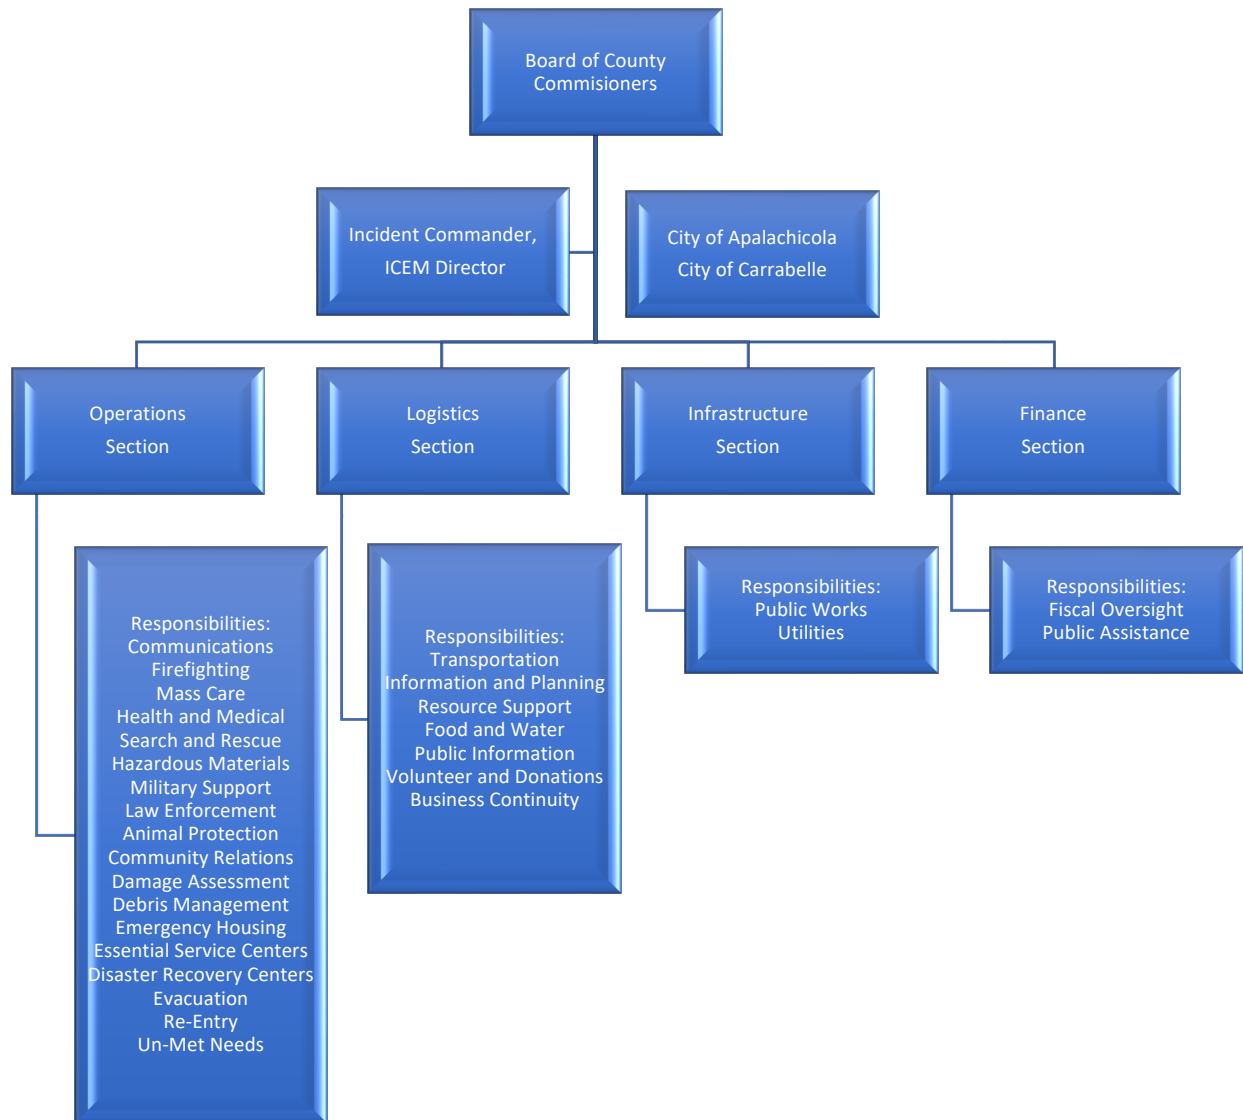 Board of County
Commisioners
Incident Commander,
ICEM Director
City of Apalachicola
City of Carrabelle
Operations
Section
Logistics
Section
Infrastructure
Section
Finance
Section
Responsibilities:
Communications
Firefighting
Mass Care
Health and Medical
Search and Rescue
Hazardous Materials
Military Support
Law Enforcement
Animal Protection
Community Relations
Damage Assessment
Debris Management
Emergency Housing
Essential Service Centers
Disaster Recovery Centers
Evacuation
Re-Entry
Un-Met Needs
Responsibilities:
Transportation
Information and Planning
Resource Support
Food and Water
Public Information
Volunteer and Donations
Business Continuity
Responsibilities:
Public Works
Utilities
Responsibilities:
Fiscal Oversight
Public Assistance